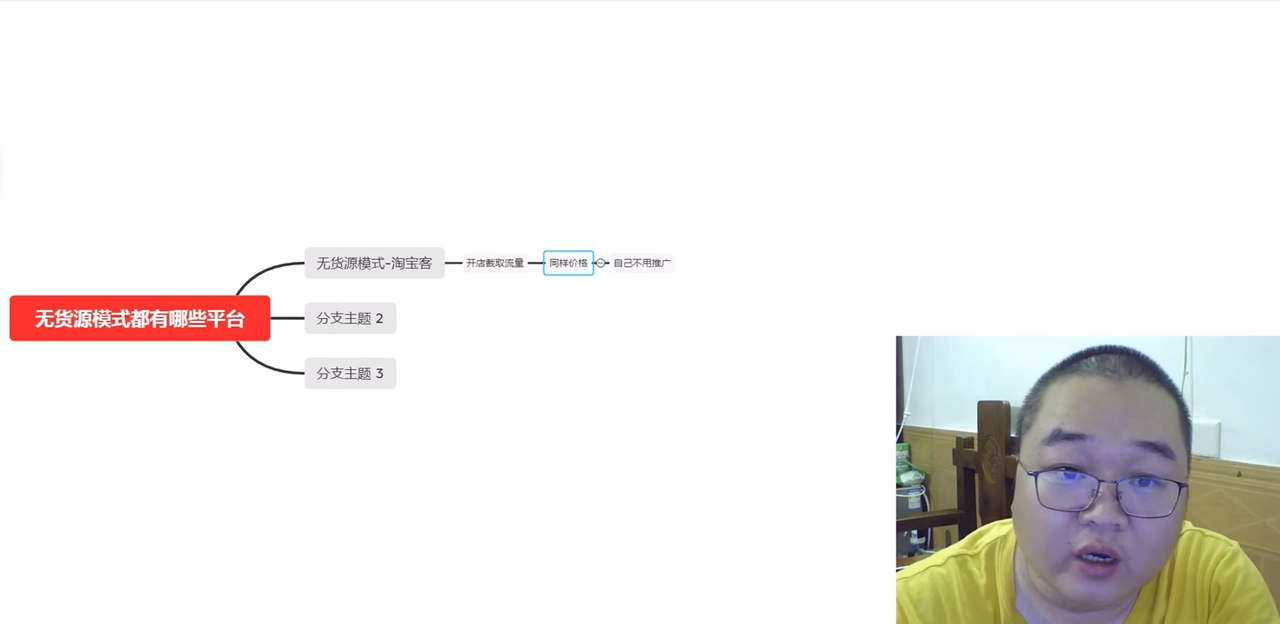 无货源模式-淘宝客
开店截取流量
同样价格
自己不用推广
无货源模式都有哪些平台
分支主题 2
分支主题 3